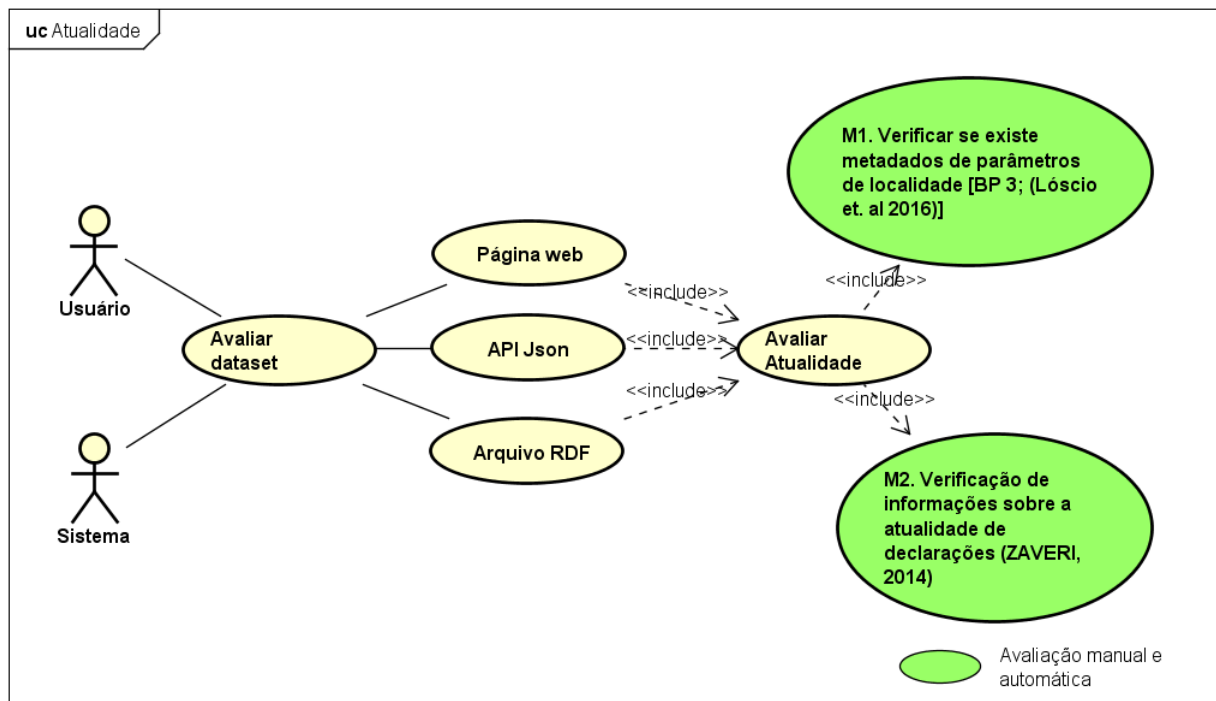 uc Atualidade
M1. Verificar se existe
metadados de parâmetros
de localidade [BP 3; (Lóscio
et. al 2016)]
Usuário
Página web
<<include>>
<<include>>
Avaliar
dataset
API Json
<<include>>
Avaliar
Atualidade
<<include>>
<<include>>
Arquivo RDF
Sistema
M2. Verificação de
informações sobre a
atualidade de
declarações (ZAVERI,
2014)
Avaliação manual e
automática